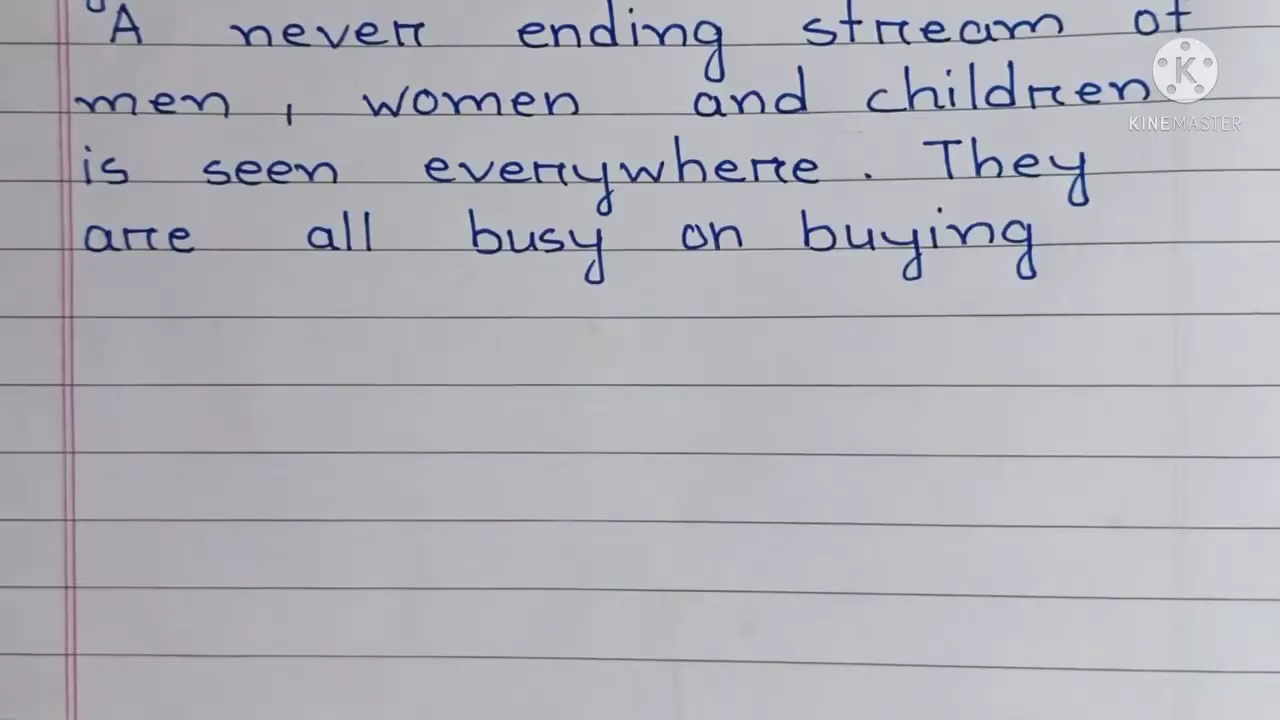 A never ending stream of
men, women and children
is seen everywhere. They
are all busy on buying
KINEMASTER